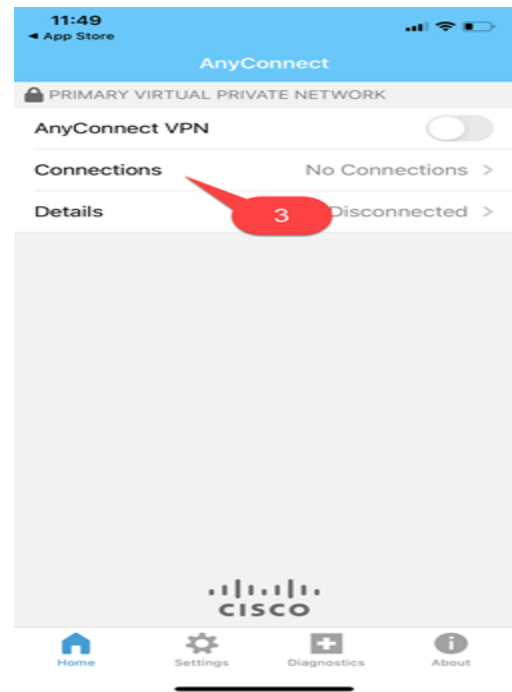 11:49
◀ App Store
AnyConnect
PRIMARY VIRTUAL PRIVATE NETWORK
AnyConnect VPN
Connections No Connections >
3
Details Disconnected >
CISCO
Home Settings Diagnostics About